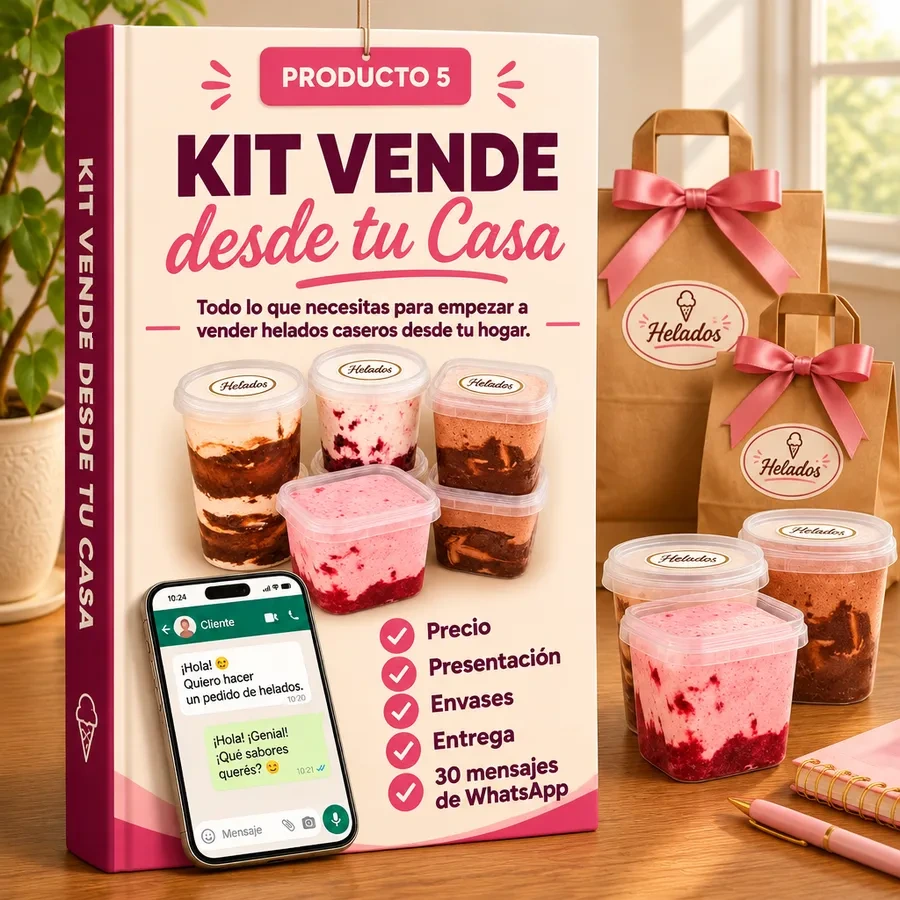 PRODUCTO 5
KIT VENDE
desde tu Casa
Todo lo que necesitas para empezar a
vender helados caseros desde tu hogar.
KIT VENDE DESDE TU CASA
Helados
Helados
Helados
10:24
Cliente
¡Hola! 😉
Quiero hacer
un pedido de helados.
10:20
¡Hola! ¡Genial!
¡Qué sabores
querés? 😊
10:21
Mensaje
Precio
Presentación
Envases
Entrega
30 mensajes
de WhatsApp
Helados
Helados
Helados
Helados